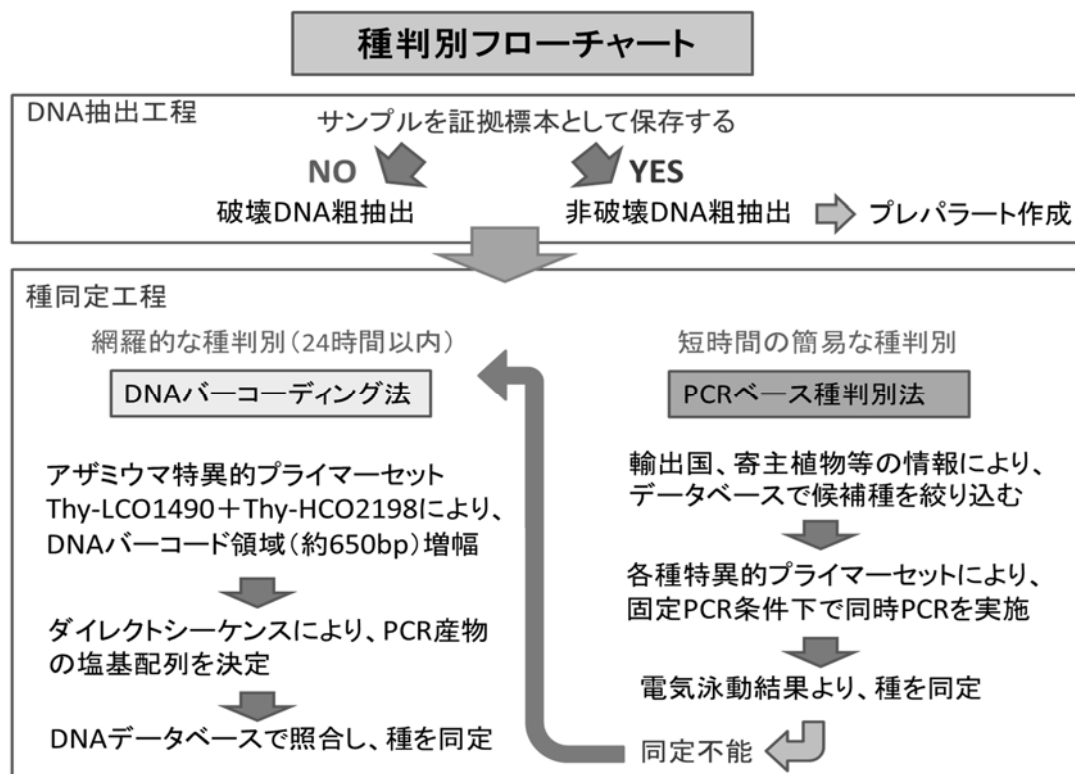 種判別フローチャート
DNA抽出工程
サンプルを証拠標本として保存する
NO
YES
破壊DNA粗抽出
非破壊DNA粗抽出
プレパラート作成
種同定工程
網羅的な種判別（24時間以内）
DNAバーコーディング法
アザミウマ特異的プライマーセット
Thy-LCO1490＋Thy-HCO2198により、
DNAバーコード領域（約650bp）増幅
ダイレクトシーケンスにより、PCR産物
の塩基配列を決定
DNAデータベースで照合し、種を同定
短時間の簡易な種判別
PCRベース種判別法
輸出国、寄主植物等の情報により、
データベースで候補種を絞り込む
各種特異的プライマーセットにより、
固定PCR条件下で同時PCRを実施
電気泳動結果より、種を同定
同定不能